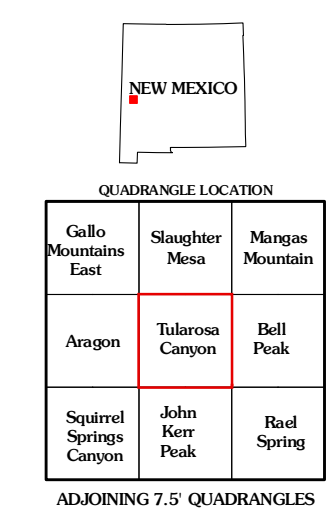 NEW MEXICO
QUADRANGLE LOCATION
Gallo
Mountains
East
Slaughter
Mesa
Mangas
Mountain
Aragon
Tularosa
Canyon
Bell
Peak
Squirrel
Springs
Canyon
John
Kerr
Peak
Rael
Spring
ADJOINING 7.5' QUADRANGLES